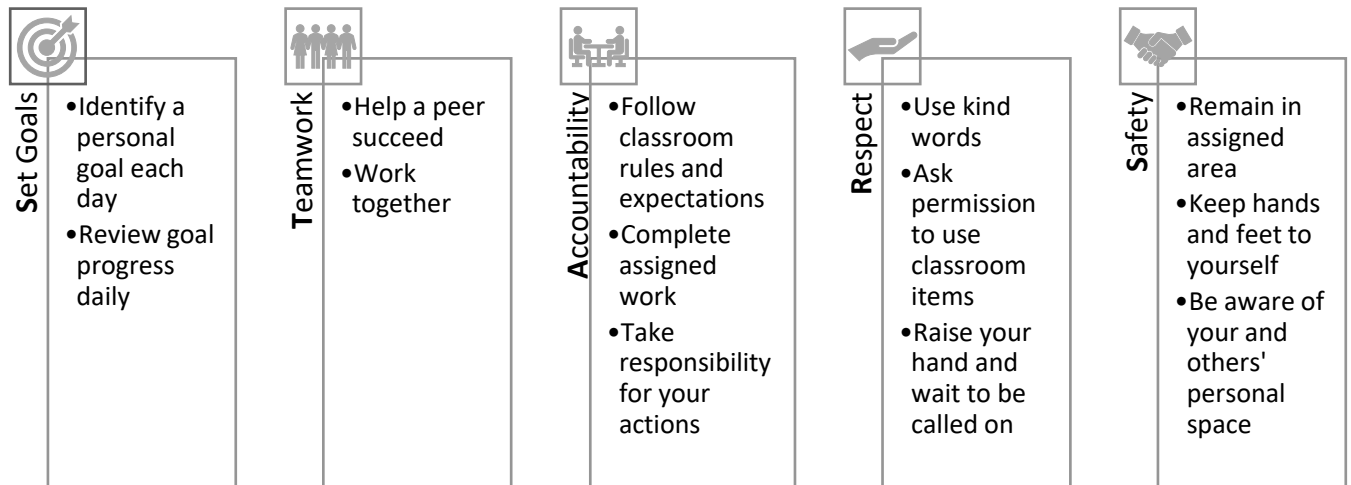 Set Goals
•Identify a
personal
goal each
day
•Review goal
progress
daily
Teamwork
•Help a peer
succeed
•Work
together
Accountability
•Follow
classroom
rules and
expectations
•Complete
assigned
work
•Take
responsibility
for your
actions
Respect
•Use kind
words
•Ask
permission
to use
classroom
items
•Raise your
hand and
wait to be
called on
Safety
•Remain in
assigned
area
•Keep hands
and feet to
yourself
•Be aware of
your and
others'
personal
space